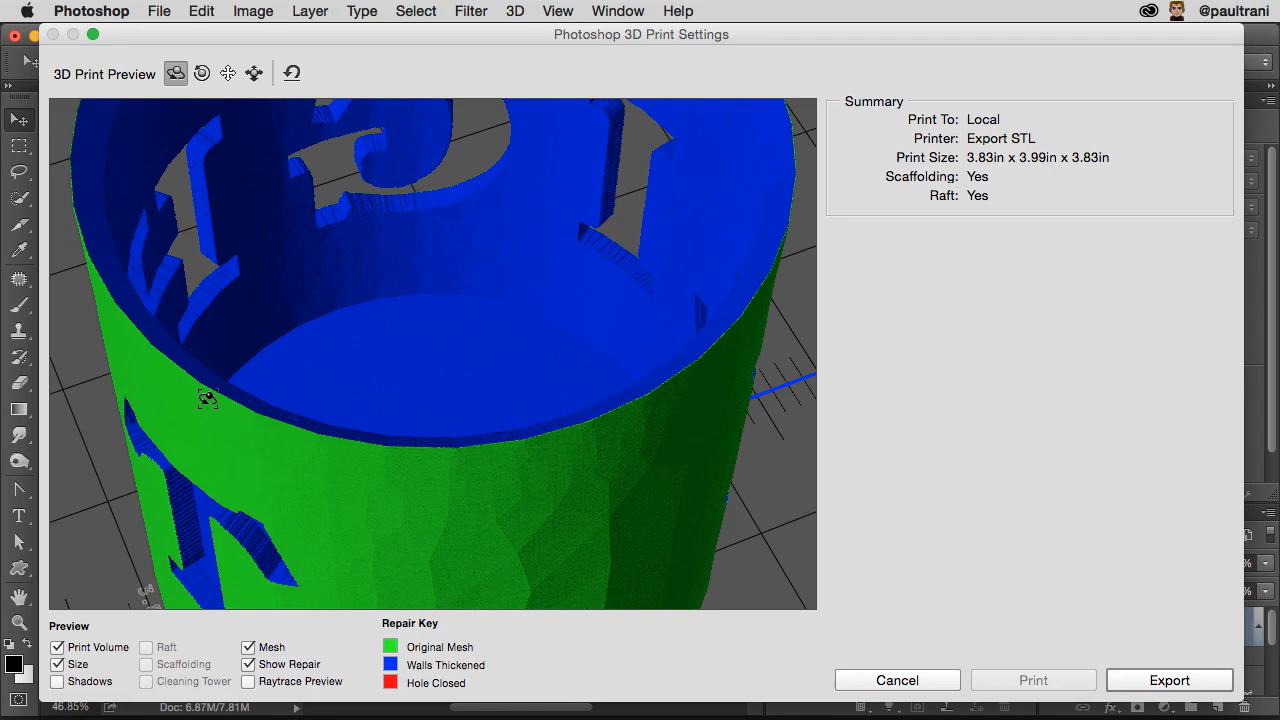 Photoshop File Edit Image Layer Type Select Filter 3D View Window Help @paultrani
Photoshop 3D Print Settings
3D Print Preview
Summary
Print To: Local
Printer: Export STL
Print Size: 3.83in x 3.99in x 3.83in
Scaffolding: Yes
Raft: Yes
Preview
Print Volume Raft Mesh
Size Scaffolding Show Repair
Shadows Cleaning Tower Raytrace Preview
Repair Key
Original Mesh
Walls Thickened
Hole Closed
Cancel Print Export
46.85% Doc: 6.87M/7.81M